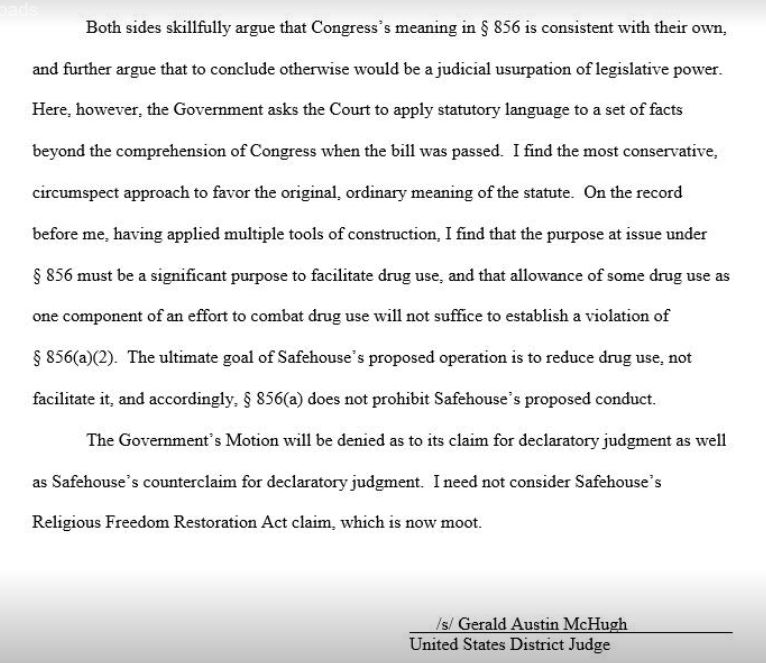 oads
Both sides skillfully argue that Congress's meaning in § 856 is consistent with their own,
and further argue that to conclude otherwise would be a judicial usurpation of legislative power.
Here, however, the Government asks the Court to apply statutory language to a set of facts
beyond the comprehension of Congress when the bill was passed.  I find the most conservative,
circumspect approach to favor the original, ordinary meaning of the statute.  On the record
before me, having applied multiple tools of construction, I find that the purpose at issue under
§ 856 must be a significant purpose to facilitate drug use, and that allowance of some drug use as
one component of an effort to combat drug use will not suffice to establish a violation of
§ 856(a)(2).  The ultimate goal of Safehouse's proposed operation is to reduce drug use, not
facilitate it, and accordingly, § 856(a) does not prohibit Safehouse's proposed conduct.
The Government's Motion will be denied as to its claim for declaratory judgment as well
as Safehouse's counterclaim for declaratory judgment.  I need not consider Safehouse's
Religious Freedom Restoration Act claim, which is now moot.
/s/ Gerald Austin McHugh
United States District Judge